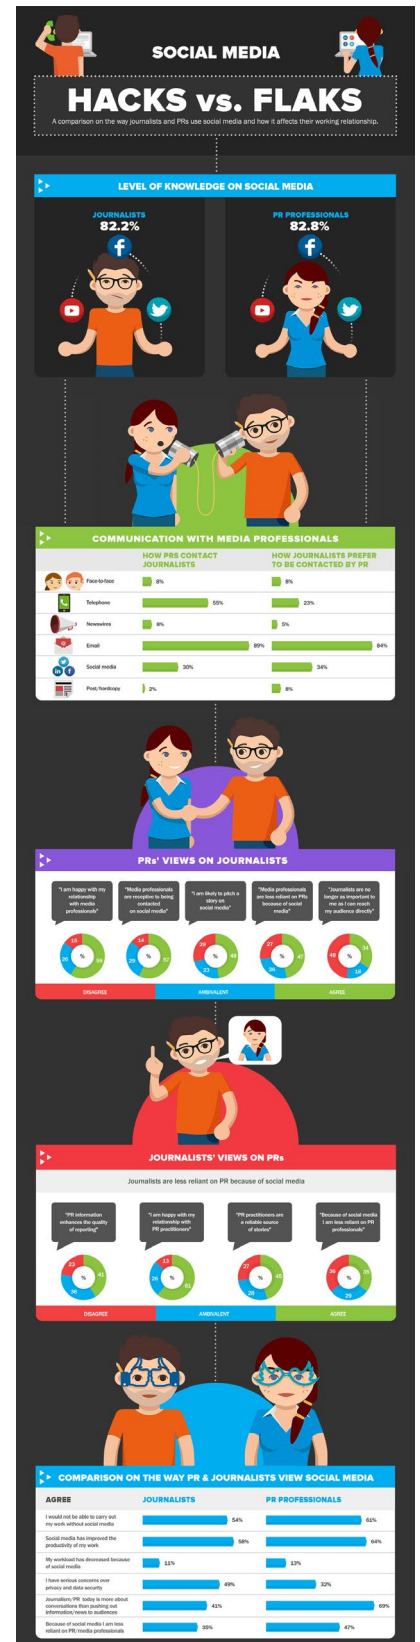 SOCIAL MEDIA
HACKS vs. FLAKS
A comparison on the way journalists and PRs use social media and how it affects their working relationship.
LEVEL OF KNOWLEDGE ON SOCIAL MEDIA
JOURNALISTS
82.2%
PR PROFESSIONALS
82.8%
COMMUNICATION WITH MEDIA PROFESSIONALS
HOW PRS CONTACT
JOURNALISTS
HOW JOURNALISTS PREFER
TO BE CONTACTED BY PR
Face-to-face
8%
8%
Telephone
55%
23%
Newswires
8%
5%
Email
89%
84%
Social media
30%
34%
Post/hardcopy
2%
8%
PRs' VIEWS ON JOURNALISTS
"I am happy with my
relationship
with media
professionals"
"Media professionals
are receptive to being
contacted
on social media"
"I am likely to pitch a
story on
social media"
"Media professionals
are less reliant on PRs
because of social
media"
"Journalists are no
longer as important to
me as I can reach
my audience directly"
%
%
%
%
%
DISAGREE
AMBIVALENT
AGREE
JOURNALISTS' VIEWS ON PRs
Journalists are less reliant on PR because of social media
"PR information
enhances the quality
of reporting"
"I am happy with my
relationship with
PR practitioners"
"PR practitioners are
a reliable source
of stories"
"Because of social media
I am less reliant on PR
professionals"
%
%
%
%
DISAGREE
AMBIVALENT
AGREE
COMPARISON ON THE WAY PR & JOURNALISTS VIEW SOCIAL MEDIA
AGREE
JOURNALISTS
PR PROFESSIONALS
I would not be able to carry out
my work without social media
54%
61%
Social media has improved the
productivity of my work
58%
64%
My workload has decreased because
of social media
11%
13%
I have serious concerns over
privacy and data security
49%
32%
Journalism/PR today is more about
conversations than pushing out
information/news to audiences
41%
69%
Because of social media I am less
reliant on PR/media professionals
35%
47%